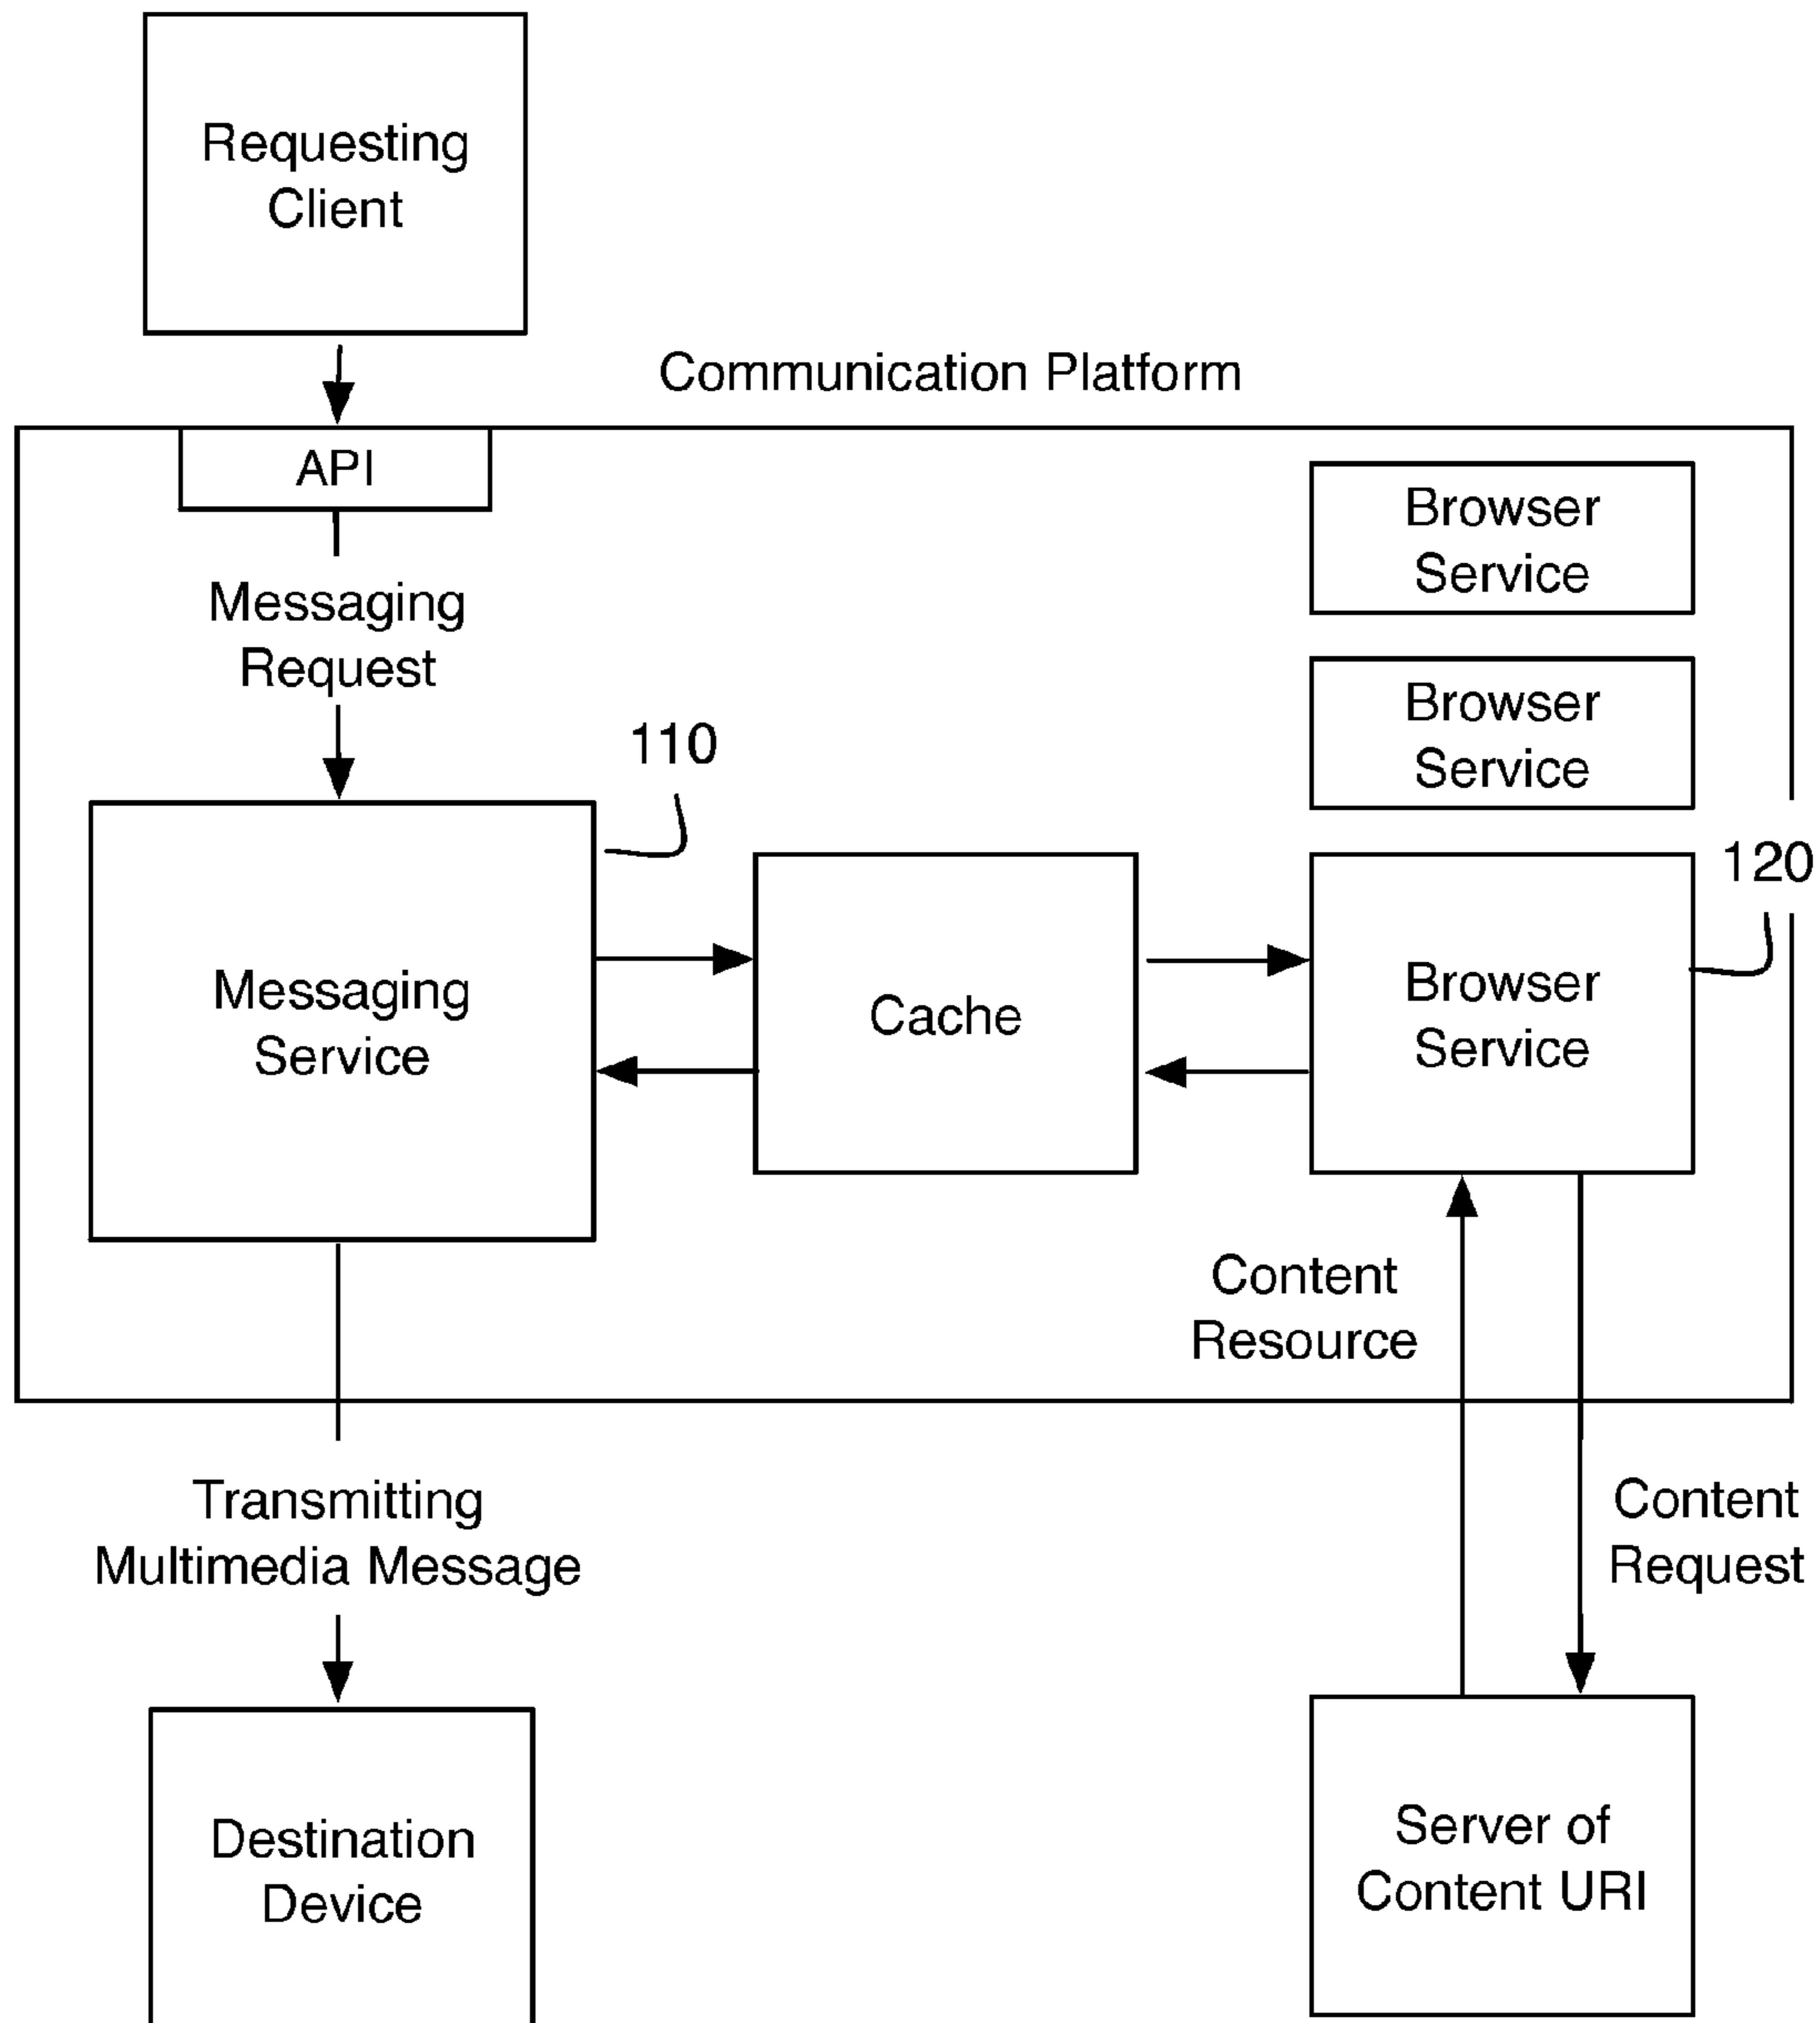 Requesting
Client
Communication Platform
API
Browser
Service
Messaging
Request
Browser
Service
110
120
Messaging
Service
Cache
Browser
Service
Content
Resource
Transmitting
Multimedia Message
Content
Request
Destination
Device
Server of
Content URI